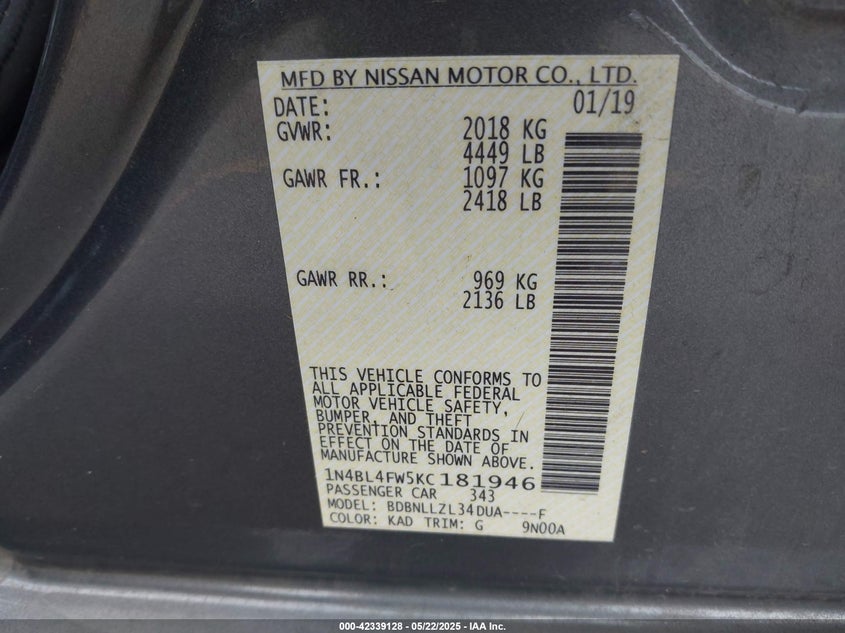 MFD BY NISSAN MOTOR CO., LTD.
DATE: 01/19
GVWR: 2018 KG
4449 LB
GAWR FR.: 1097 KG
2418 LB
GAWR RR.: 969 KG
2136 LB
THIS VEHICLE CONFORMS TO
ALL APPLICABLE FEDERAL
MOTOR VEHICLE SAFETY,
BUMPER, AND THEFT
PREVENTION STANDARDS IN
EFFECT ON THE DATE OF
MANUFACTURE SHOWN ABOVE.
1N4BL4FW5KC181946
PASSENGER CAR 343
MODEL: BDBNLLZL34DUA----F
COLOR: KAD TRIM: G 9N00A
000-42339128 - 05/22/2025 - IAA Inc.